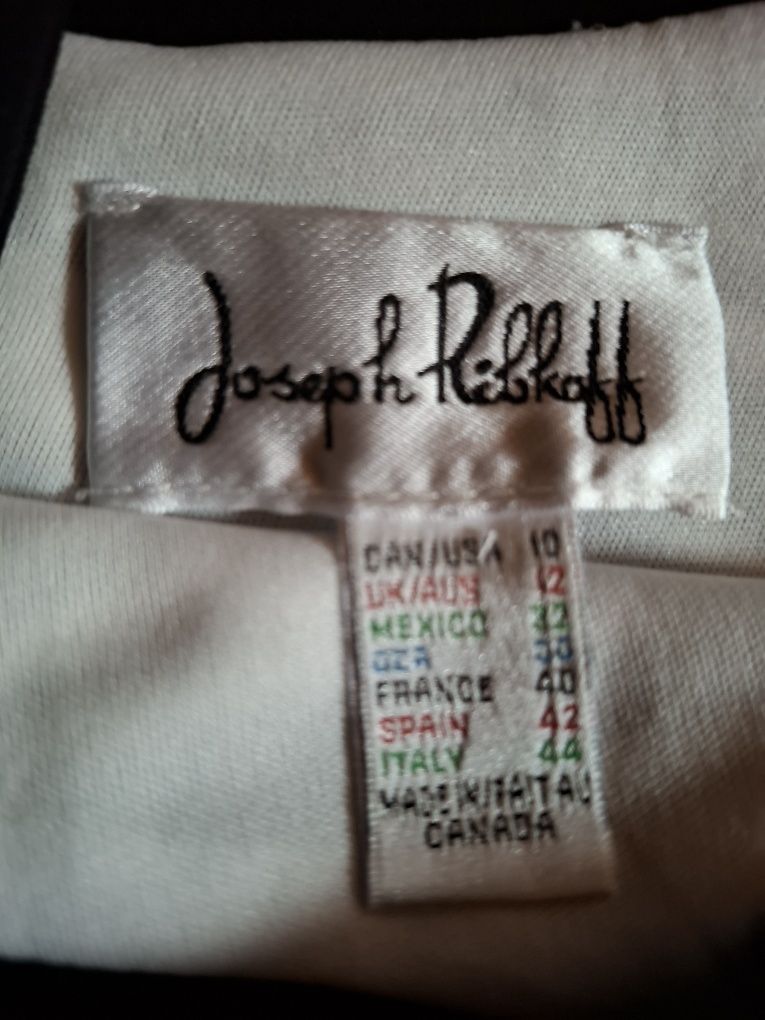 Joseph Ribkoff
CAN/USA 10
UK/AUS 12
MEXICO 32
GER
FRANCE 40
SPAIN 42
ITALY 44
MADE IN/FAIT AU
CANADA